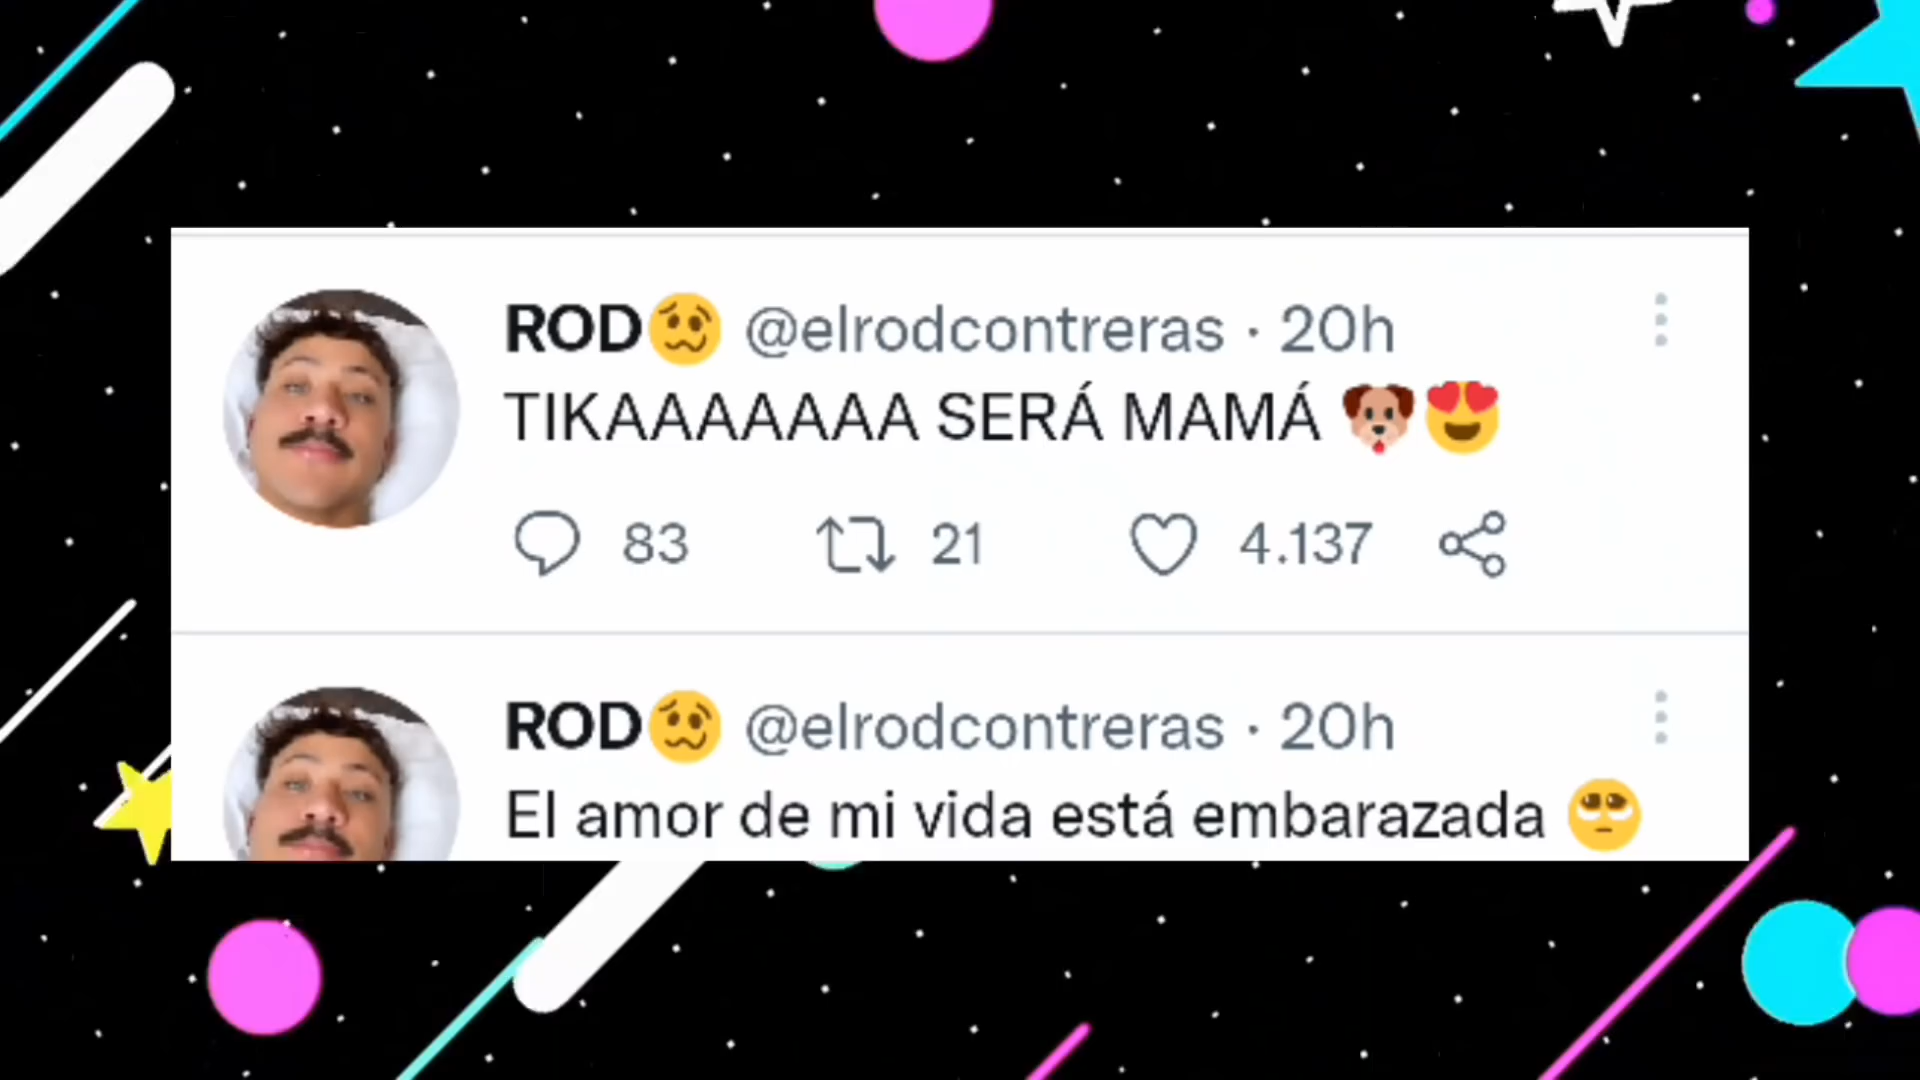 ROD🥴 @elrodcontreras · 20h
TIKAAAAAAA SERÁ MAMÁ 🐶😍
83 21 4.137
ROD🥴 @elrodcontreras · 20h
El amor de mi vida está embarazada 🥺